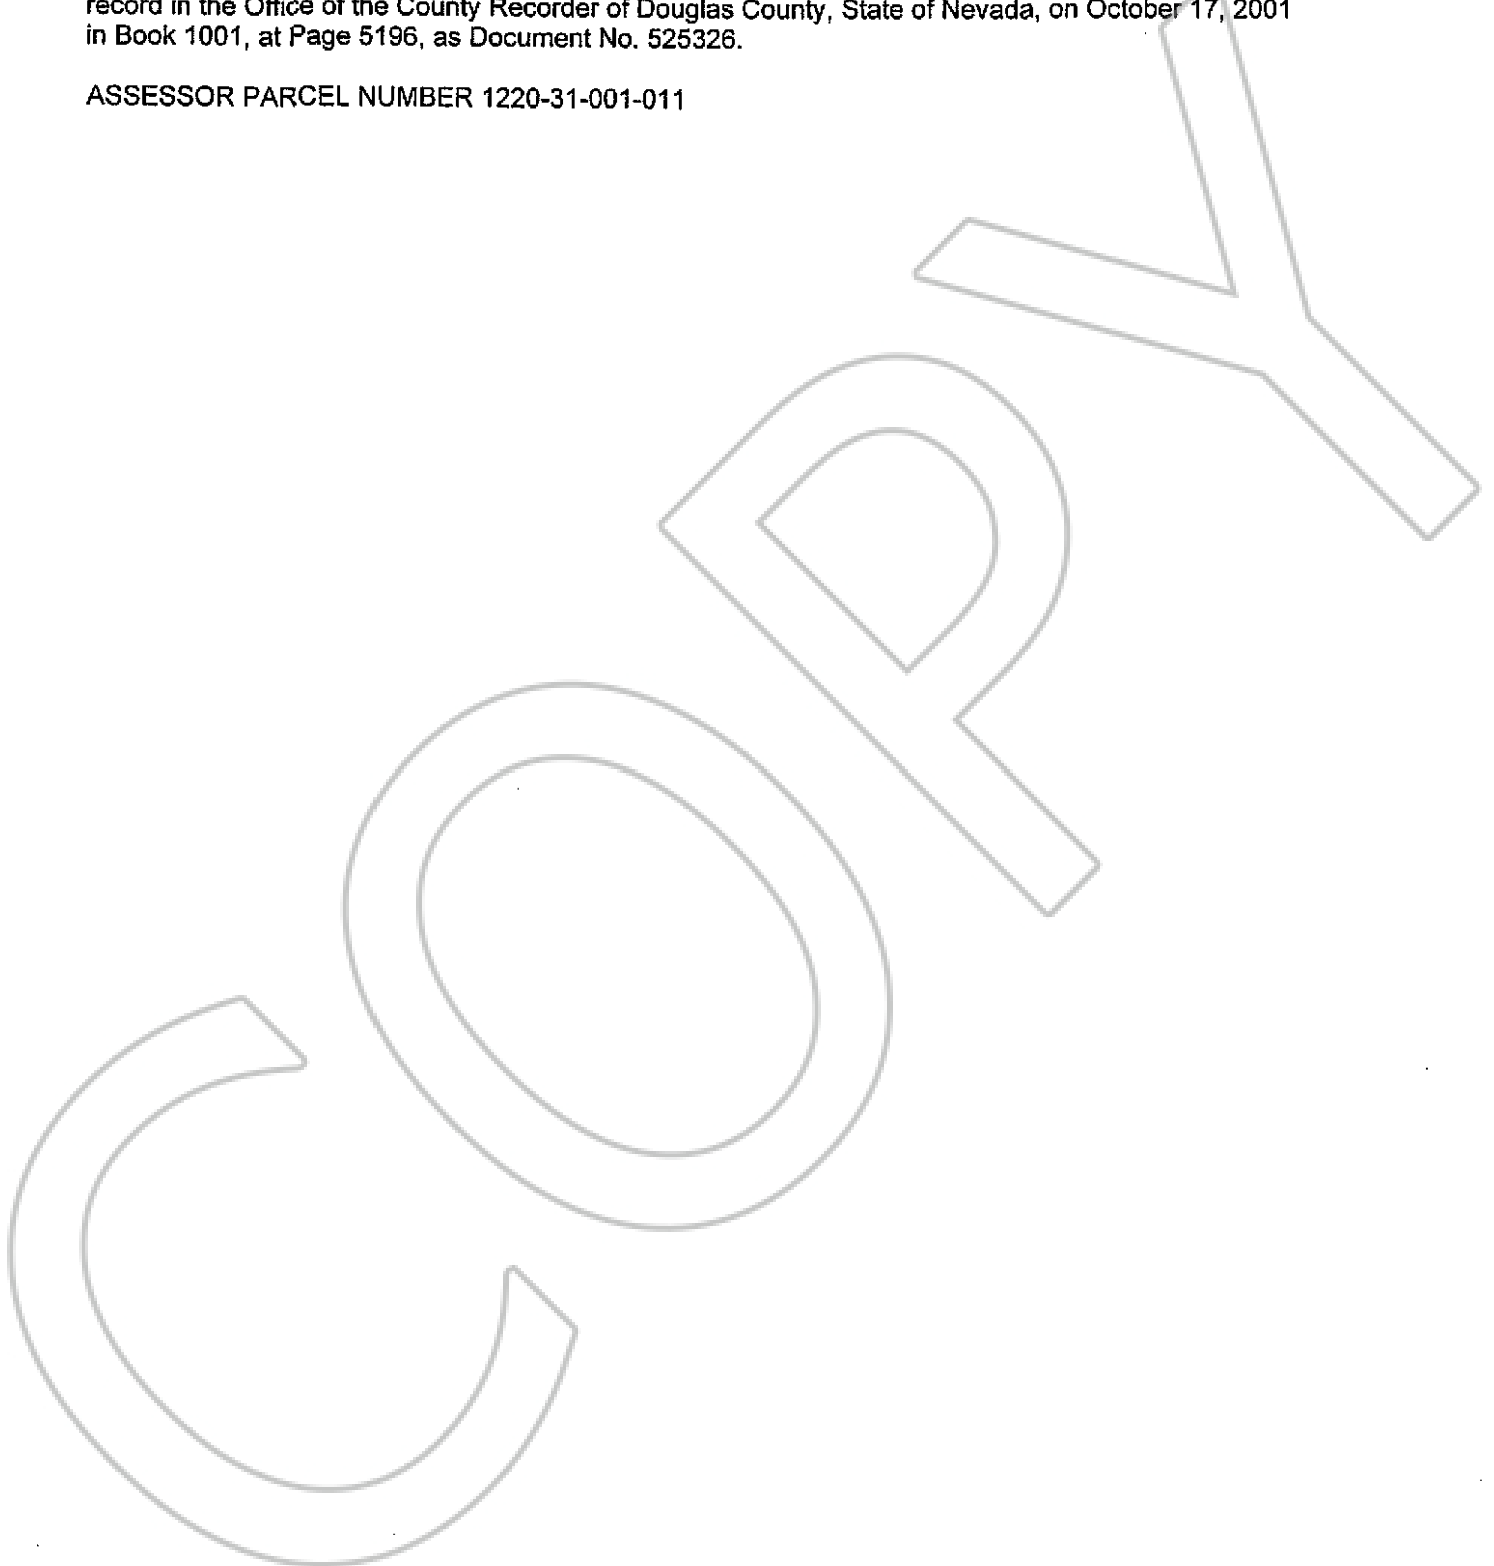 record in the Office of the County Recorder of Douglas County, State of Nevada, on October 17, 2001
in Book 1001, at Page 5196, as Document No. 525326.
ASSESSOR PARCEL NUMBER 1220-31-001-011
COPY